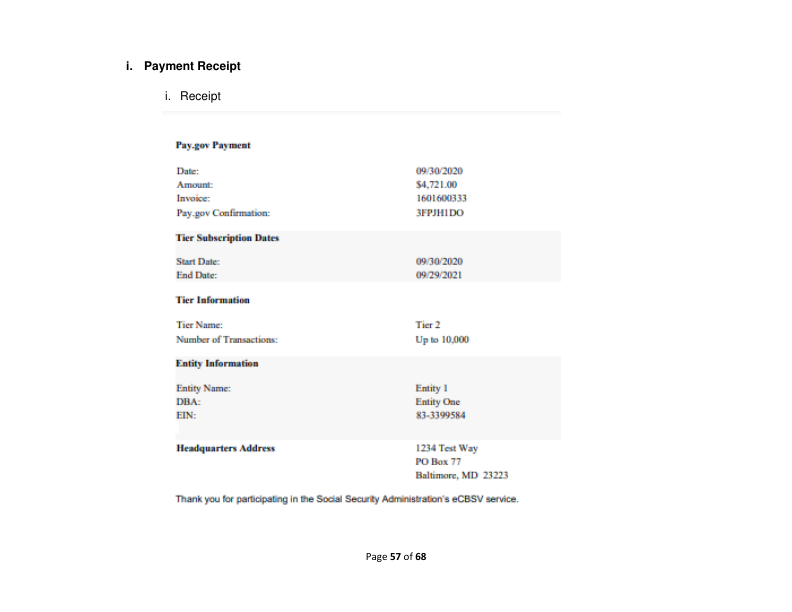 i. Payment Receipt
i. Receipt
Pay.gov Payment
Date: 09/30/2020
Amount: $4,721.00
Invoice: 1601600333
Pay.gov Confirmation: 3FPJH1DO
Tier Subscription Dates
Start Date: 09/30/2020
End Date: 09/29/2021
Tier Information
Tier Name: Tier 2
Number of Transactions: Up to 10,000
Entity Information
Entity Name: Entity 1
DBA: Entity One
EIN: 83-3399584
Headquarters Address 1234 Test Way
PO Box 77
Baltimore, MD 23223
Thank you for participating in the Social Security Administration's eCBSV service.
Page 57 of 68